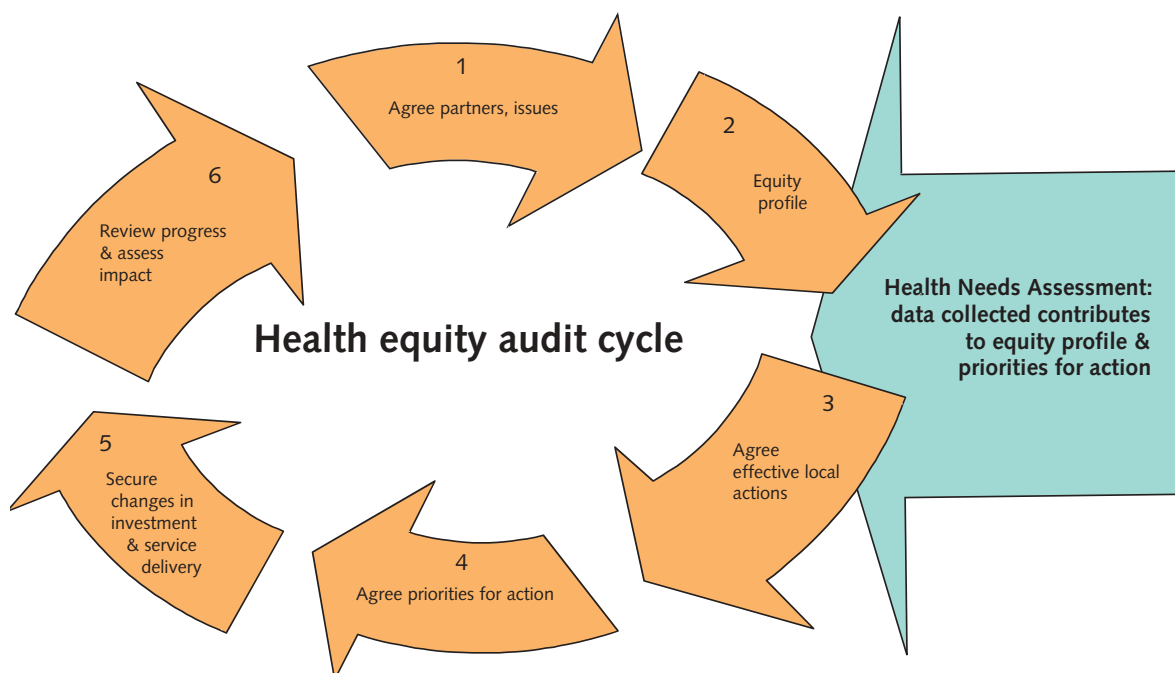 1
Agree partners, issues
2
Equity
profile
Health Needs Assessment:
data collected contributes
to equity profile &
priorities for action
3
Agree
effective local
actions
4
Agree priorities for action
5
Secure
changes in
investment
& service
delivery
6
Review progress
& assess
impact
Health equity audit cycle